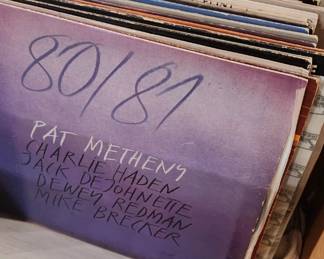 80/81
PAT METHENY
CHARLIE HADEN
JACK DEJOHNETTE
DEWEY REDMAN
MIKE BRECKER